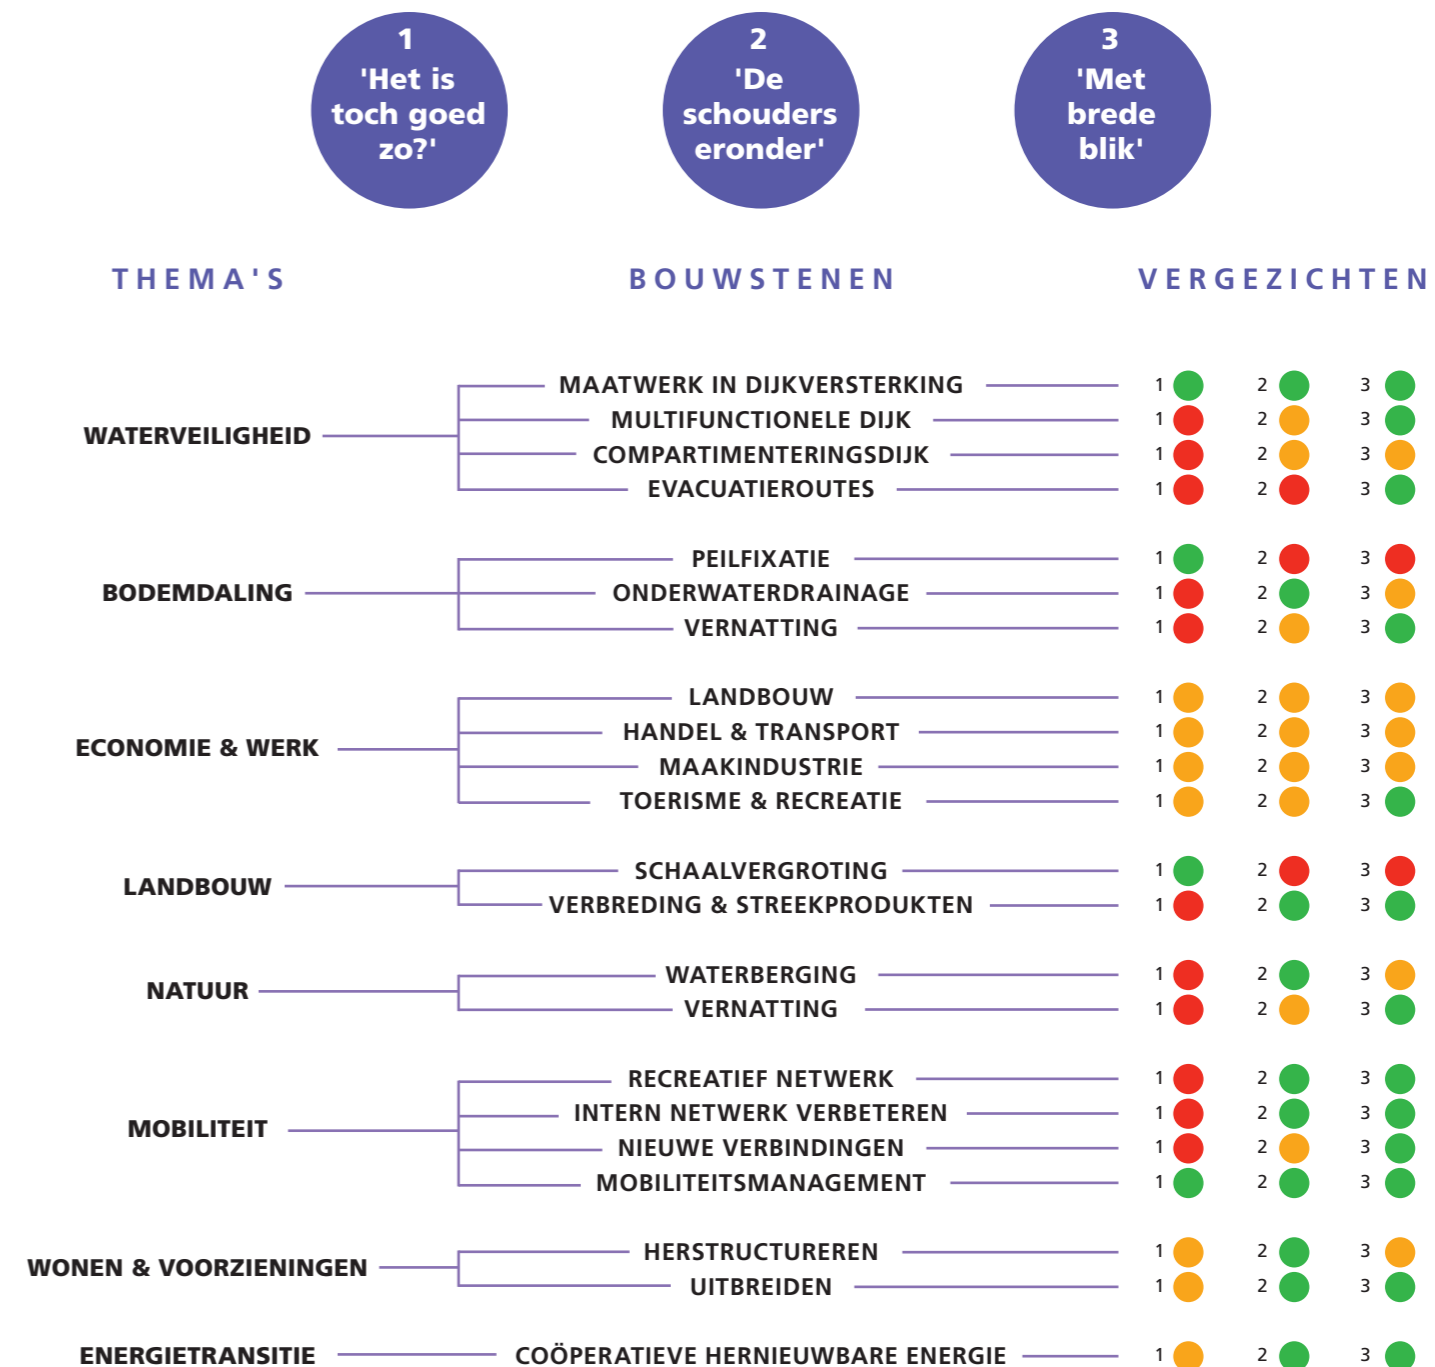 1
'Het is
toch goed
zo?'
2
'De
schouders
eronder'
3
'Met
brede
blik'
THEMA'S BOUWSTENEN VERGEZICHTEN
WATERVEILIGHEID
MAATWERK IN DIJKVERSTERKING 1 2 3
MULTIFUNCTIONELE DIJK 1 2 3
COMPARTIMENTERINGSDIJK 1 2 3
EVACUATIEROUTES 1 2 3
BODEMDALING
PEILFIXATIE 1 2 3
ONDERWATERDRAINAGE 1 2 3
VERNATTING 1 2 3
ECONOMIE & WERK
LANDBOUW 1 2 3
HANDEL & TRANSPORT 1 2 3
MAAKINDUSTRIE 1 2 3
TOERISME & RECREATIE 1 2 3
LANDBOUW
SCHAALVERGROTING 1 2 3
VERBREDING & STREEKPRODUKTEN 1 2 3
NATUUR
WATERBERGING 1 2 3
VERNATTING 1 2 3
MOBILITEIT
RECREATIEF NETWERK 1 2 3
INTERN NETWERK VERBETEREN 1 2 3
NIEUWE VERBINDINGEN 1 2 3
MOBILITEITSMANAGEMENT 1 2 3
WONEN & VOORZIENINGEN
HERSTRUCTUREREN 1 2 3
UITBREIDEN 1 2 3
ENERGIETRANSITIE
COÖPERATIEVE HERNIEUWBARE ENERGIE 1 2 3